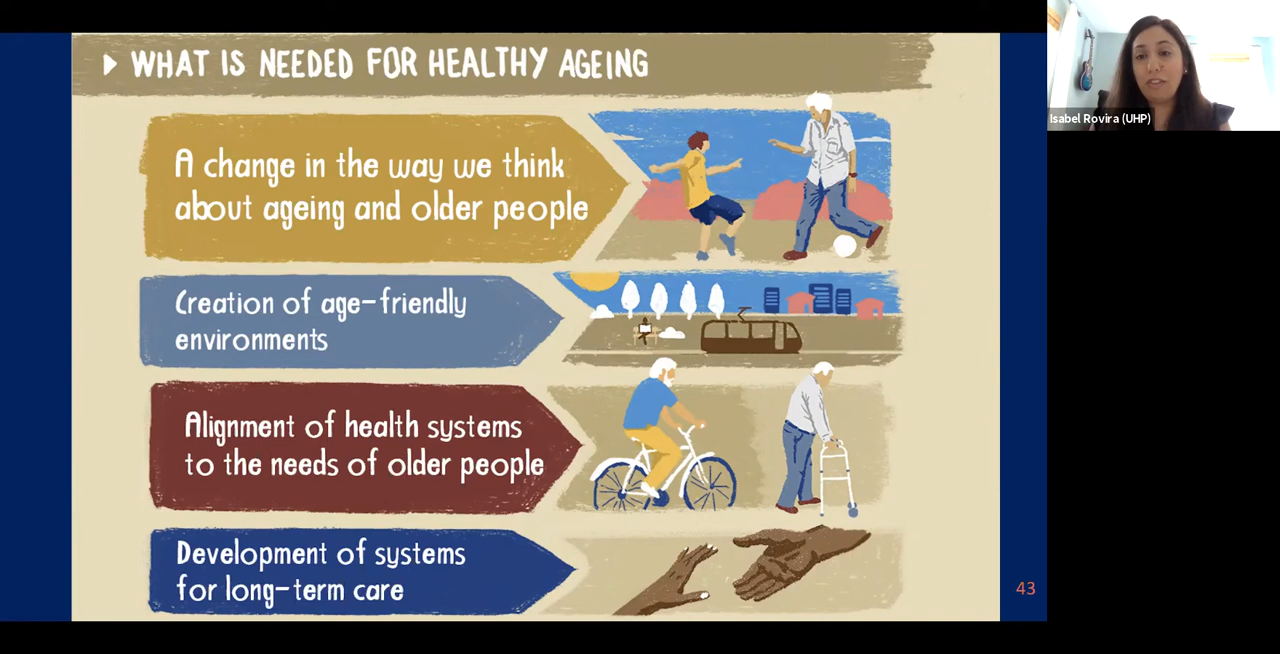 WHAT IS NEEDED FOR HEALTHY AGEING
A change in the way we think
about ageing and older people
Creation of age-friendly
environments
Alignment of health systems
to the needs of older people
Development of systems
for long-term care
43
Isabel Rovira (UHP)